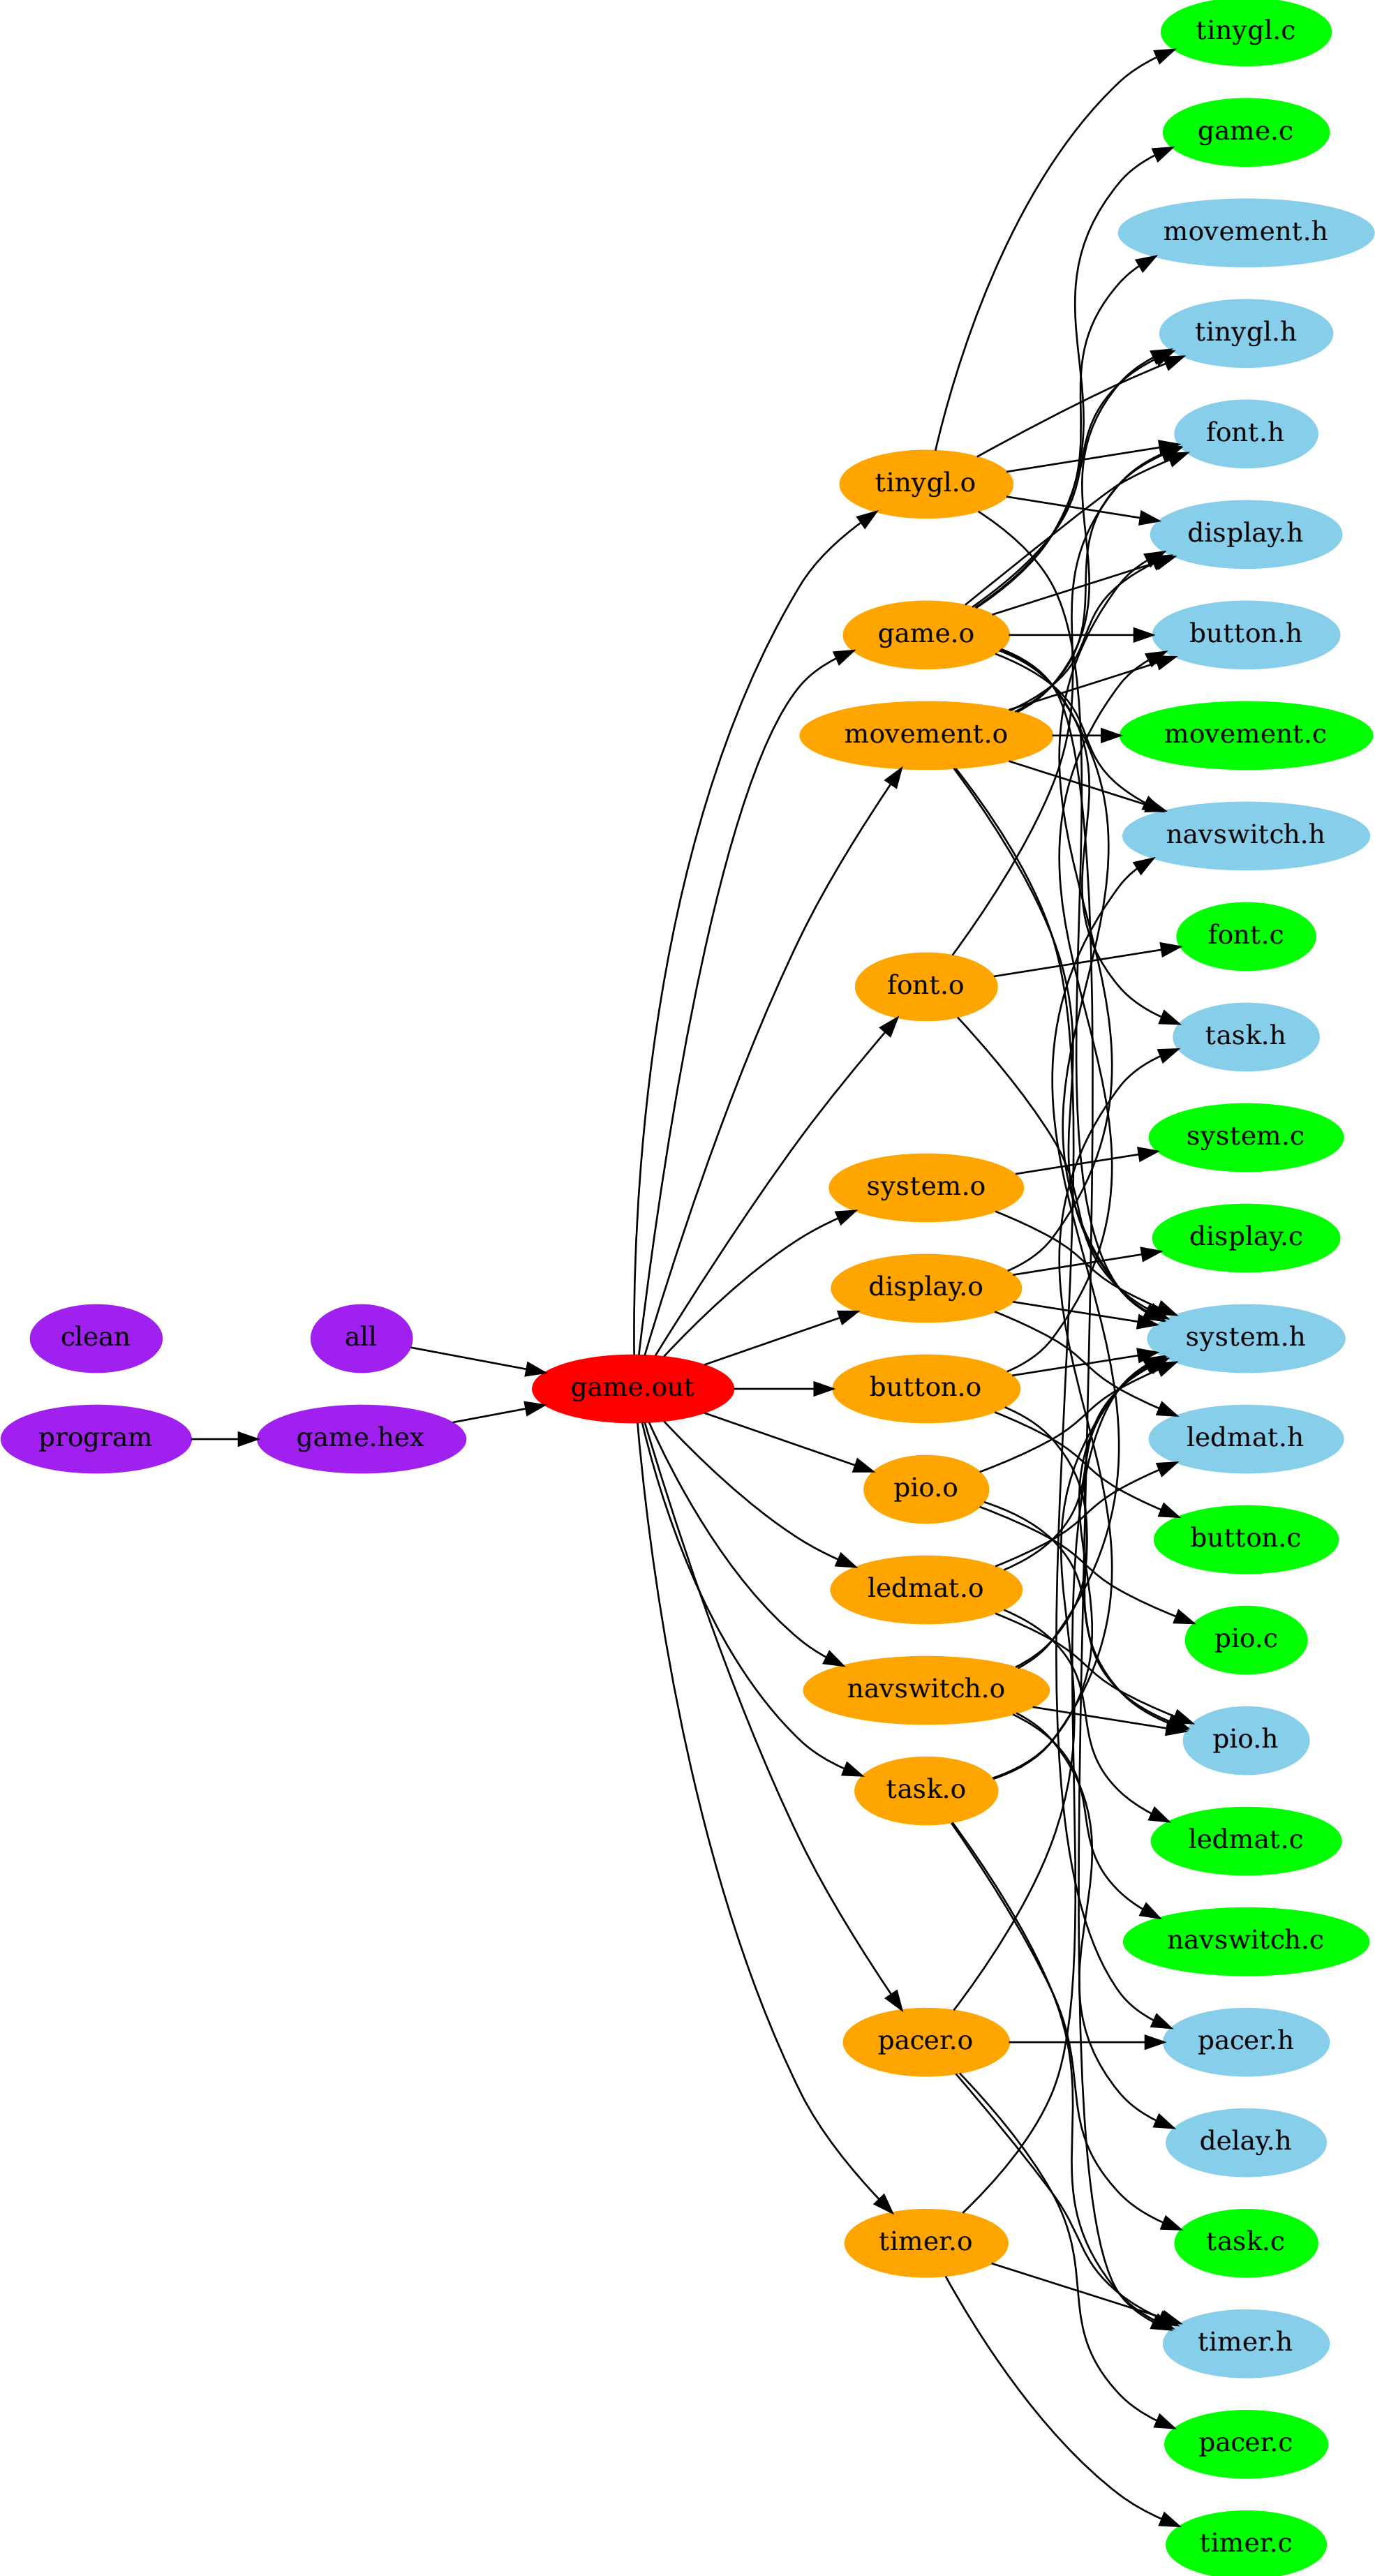 clean
program
all
game.hex
game.out
tinygl.o
game.o
movement.o
font.o
system.o
display.o
button.o
pio.o
ledmat.o
navswitch.o
task.o
pacer.o
timer.o
tinygl.c
game.c
movement.h
tinygl.h
font.h
display.h
button.h
movement.c
navswitch.h
font.c
task.h
system.c
display.c
system.h
ledmat.h
button.c
pio.c
pio.h
ledmat.c
navswitch.c
pacer.h
delay.h
task.c
timer.h
pacer.c
timer.c